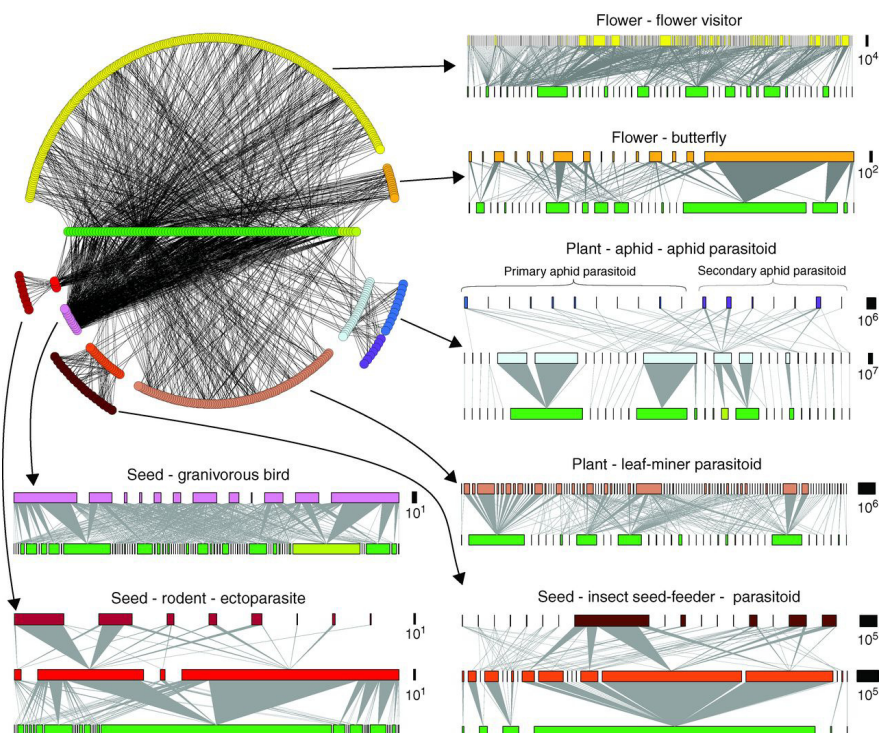 Flower - flower visitor
10⁴
Flower - butterfly
10²
Plant - aphid - aphid parasitoid
Primary aphid parasitoid
Secondary aphid parasitoid
10⁶
10⁷
Seed - granivorous bird
10¹
Plant - leaf-miner parasitoid
10⁶
Seed - rodent - ectoparasite
10¹
10¹
Seed - insect seed-feeder - parasitoid
10⁵
10⁵